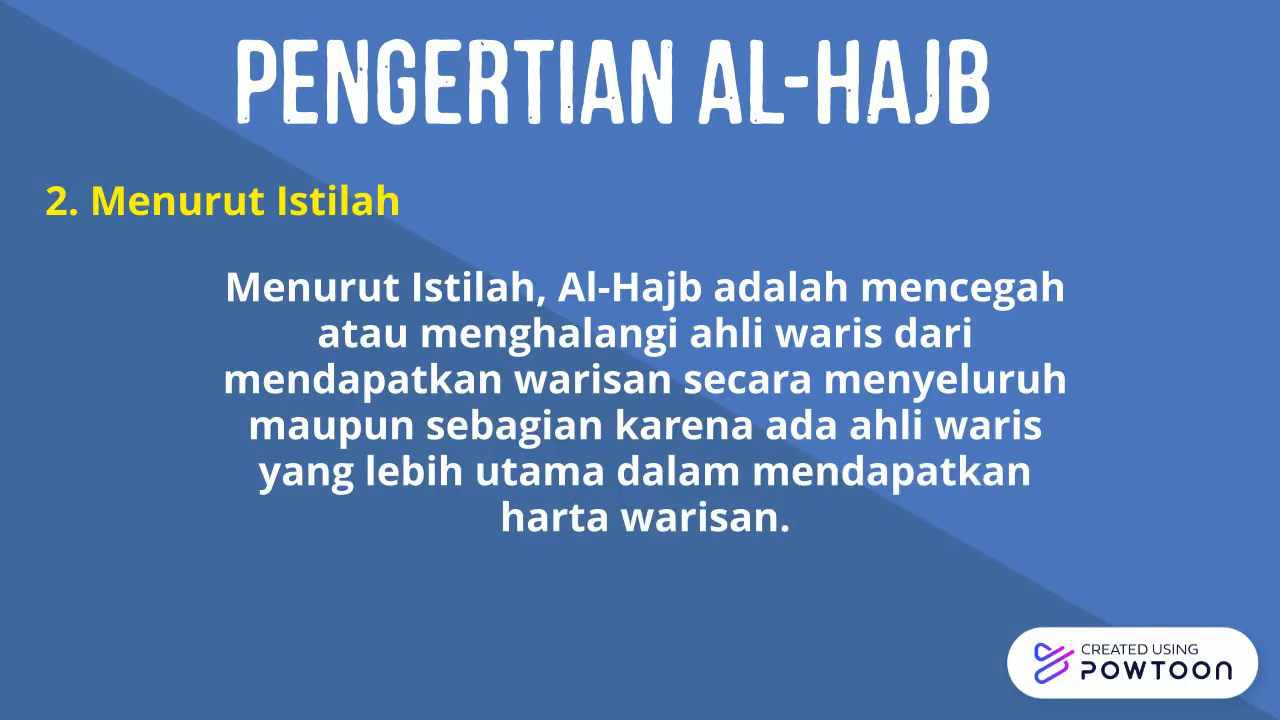 PENGERTIAN AL-HAJB
2. Menurut Istilah
Menurut Istilah, Al-Hajb adalah mencegah
atau menghalangi ahli waris dari
mendapatkan warisan secara menyeluruh
maupun sebagian karena ada ahli waris
yang lebih utama dalam mendapatkan
harta warisan.
CREATED USING
POWTOON